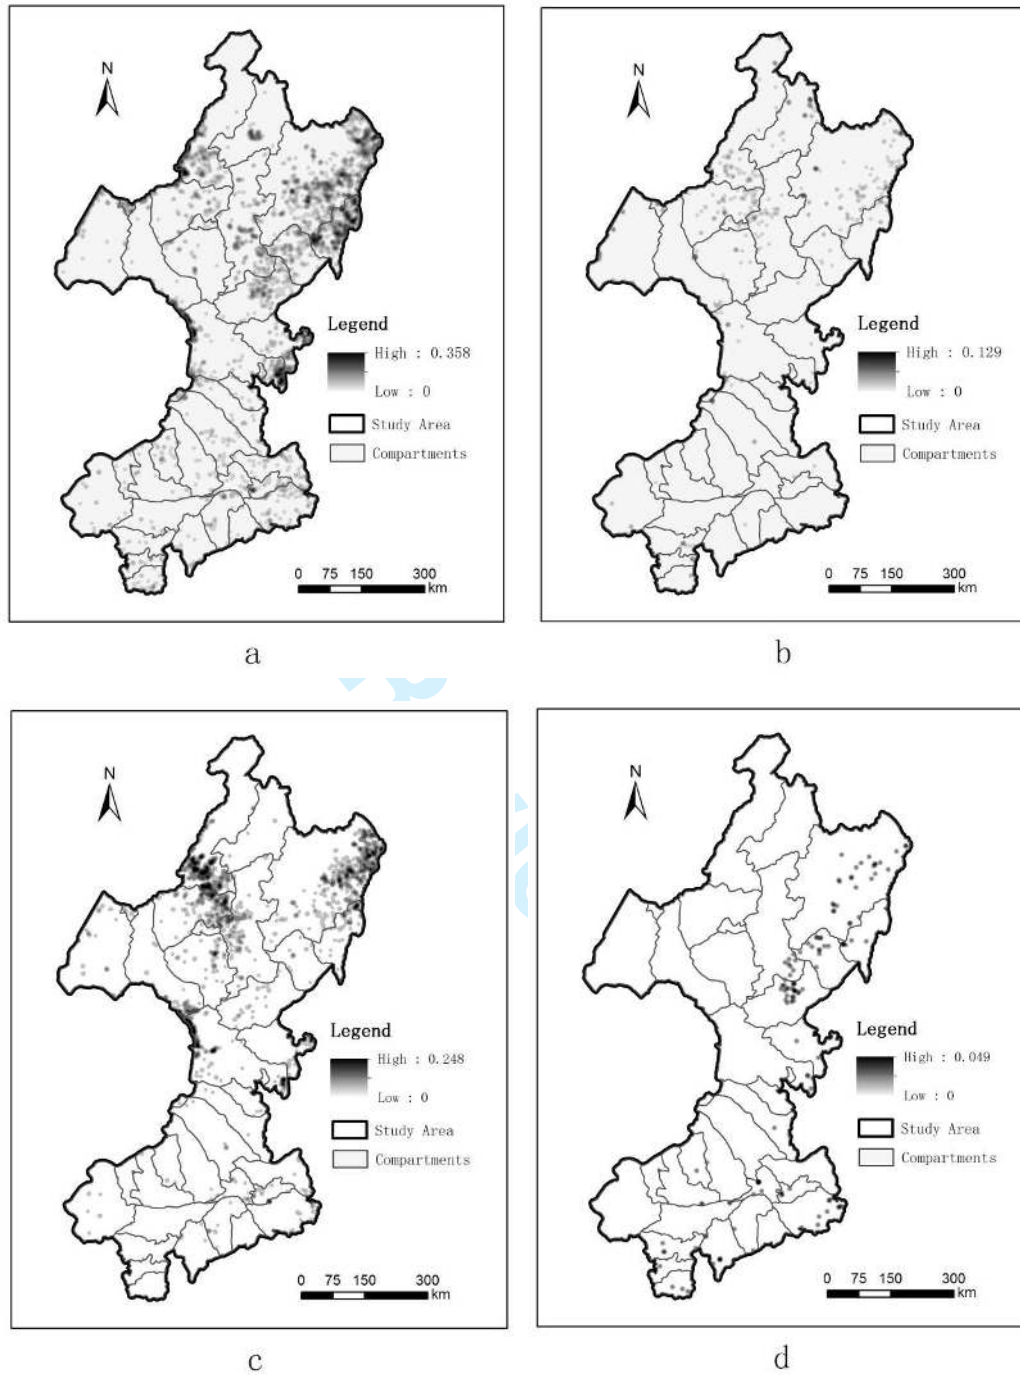 N
Legend
High : 0.358
Low : 0
Study Area
Compartments
0 75 150 300
km
a
N
Legend
High : 0.129
Low : 0
Study Area
Compartments
0 75 150 300
km
b
N
Legend
High : 0.248
Low : 0
Study Area
Compartments
0 75 150 300
km
c
N
Legend
High : 0.049
Low : 0
Study Area
Compartments
0 75 150 300
km
d